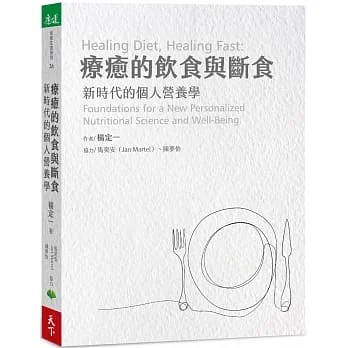 Healing Diet, Healing Fast:
療癒的飲食與斷食
新時代的個人營養學
Foundations for a New Personalized
Nutritional Science and Well-Being
作者/ 楊定一
協力/ 馬奕安（Jan Martel）、陳夢怡
療癒的飲食與斷食
新時代的個人營養學
楊定一 著
天下